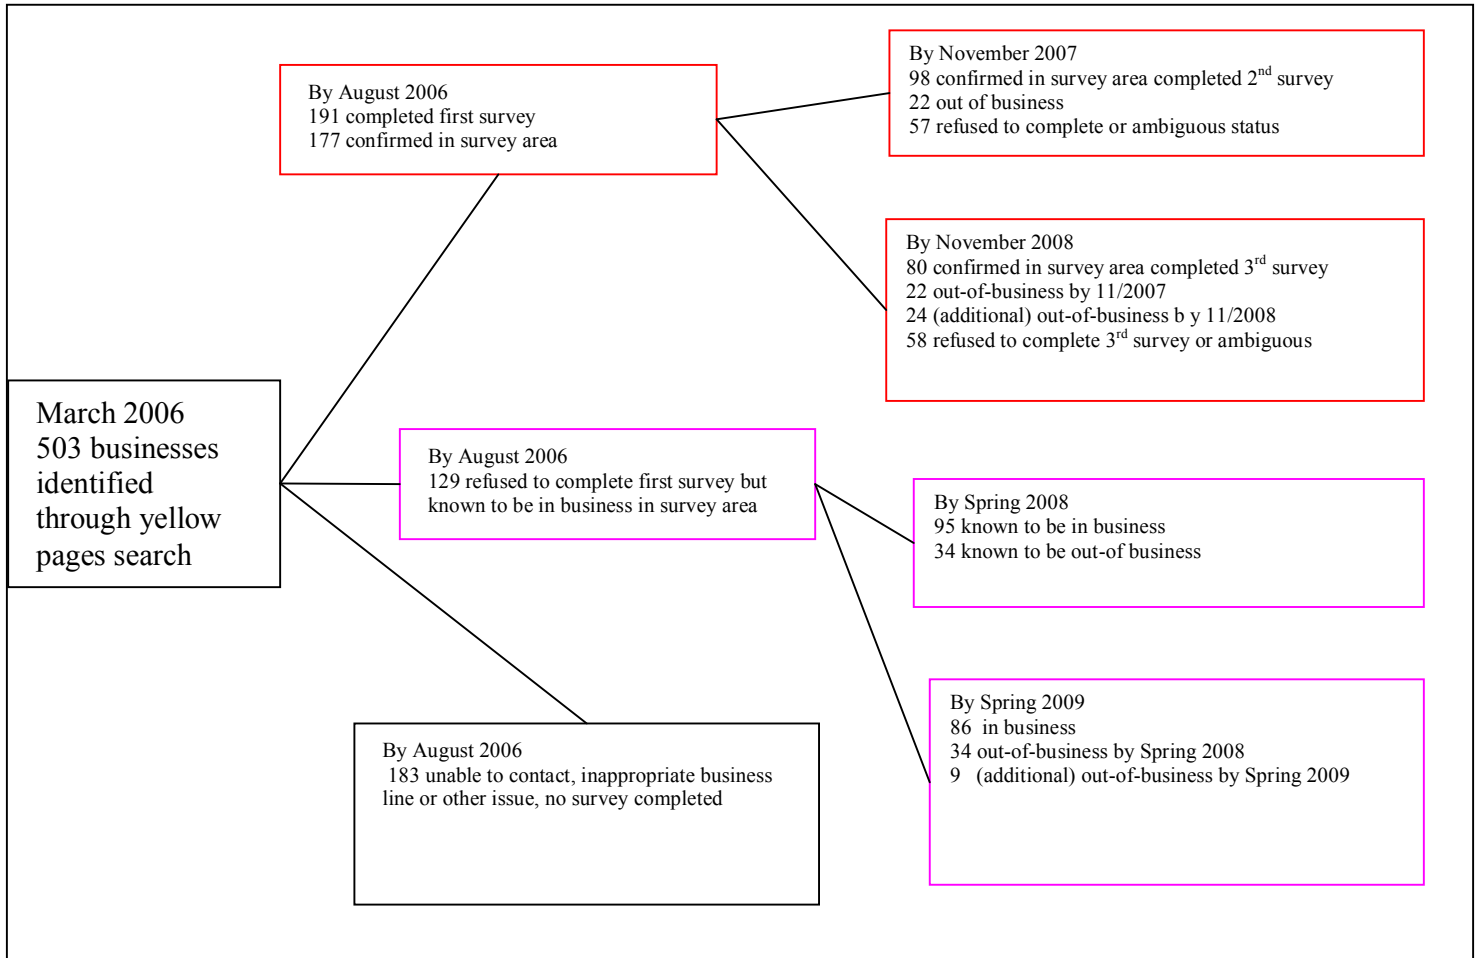 March 2006
503 businesses
identified
through yellow
pages search
By August 2006
191 completed first survey
177 confirmed in survey area
By November 2007
98 confirmed in survey area completed 2nd survey
22 out of business
57 refused to complete or ambiguous status
By November 2008
80 confirmed in survey area completed 3rd survey
22 out-of-business by 11/2007
24 (additional) out-of-business b y 11/2008
58 refused to complete 3rd survey or ambiguous
By August 2006
129 refused to complete first survey but
known to be in business in survey area
By Spring 2008
95 known to be in business
34 known to be out-of business
By Spring 2009
86 in business
34 out-of-business by Spring 2008
9 (additional) out-of-business by Spring 2009
By August 2006
183 unable to contact, inappropriate business
line or other issue, no survey completed